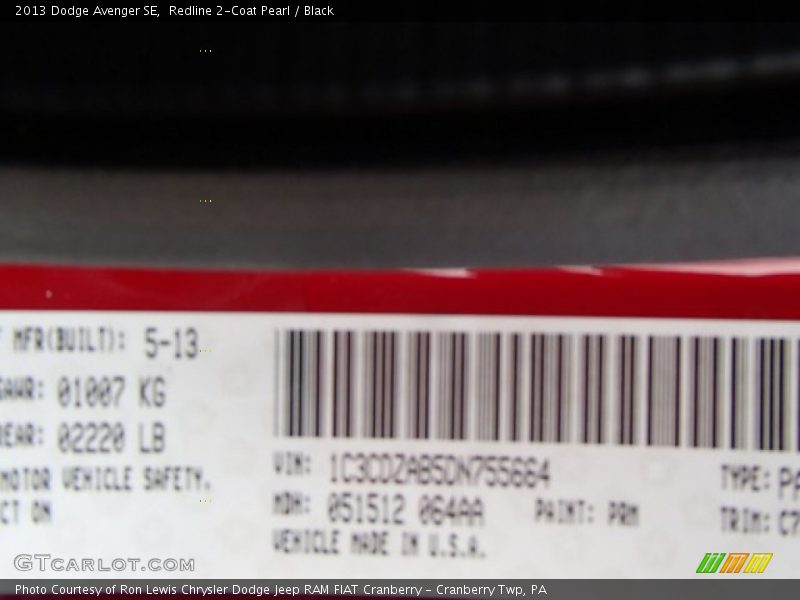 2013 Dodge Avenger SE,  Redline 2-Coat Pearl / Black
MFR(BUILT): 5-13
GAWR: 01007 KG
REAR: 02220 LB
MOTOR VEHICLE SAFETY.
CT ON
VIN: 1C3CDZAB5DN755664
MDH: 051512 064AA PAINT: PRM
VEHICLE MADE IN U.S.A.
TYPE: PA
TRIM: C7
GTCARLOT.COM
Photo Courtesy of Ron Lewis Chrysler Dodge Jeep RAM FIAT Cranberry – Cranberry Twp, PA